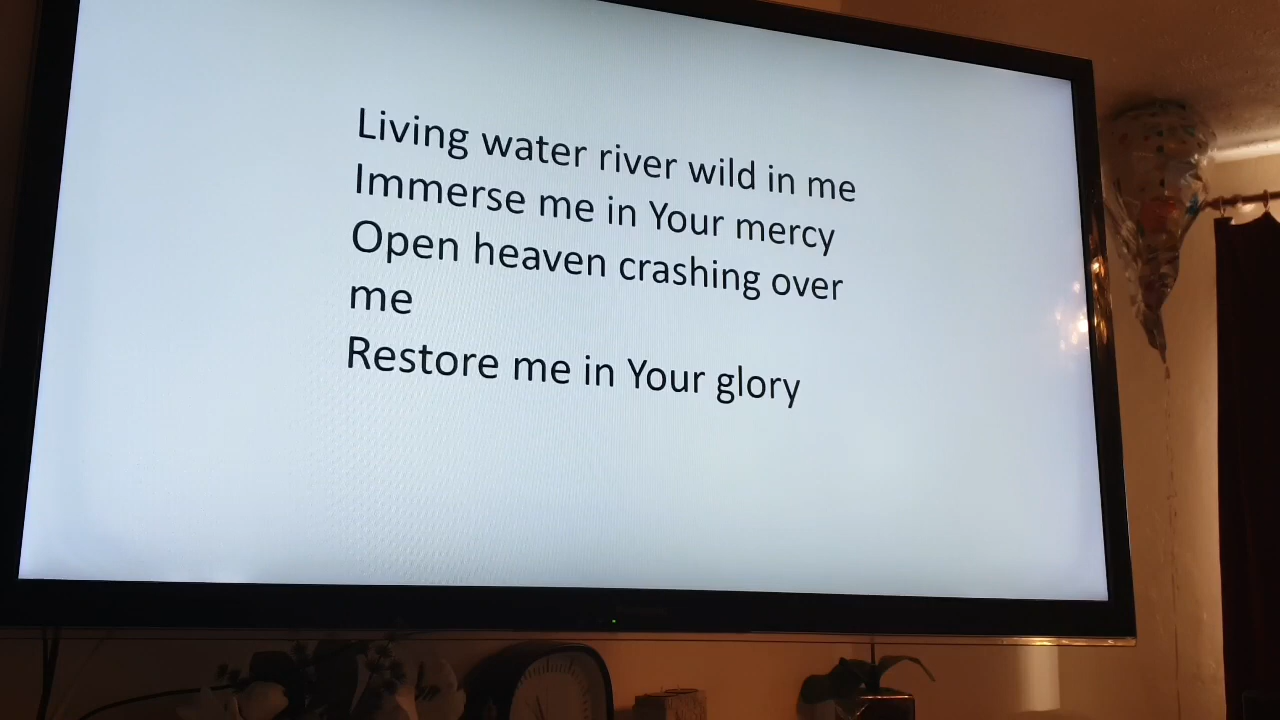 Living water river wild in me
Immerse me in Your mercy
Open heaven crashing over
me
Restore me in Your glory